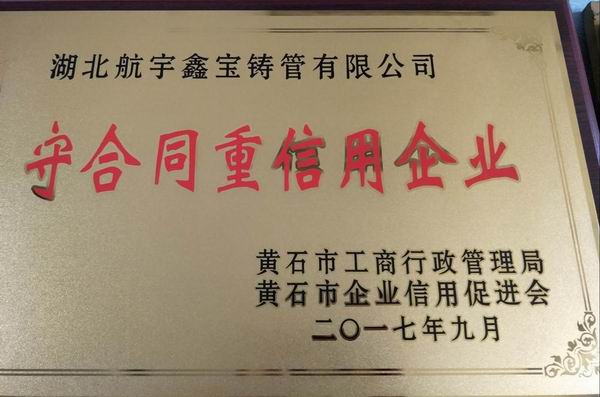 湖北航宇鑫宝铸管有限公司
守合同重信用企业
黄石市工商行政管理局
黄石市企业信用促进会
二〇一七年九月